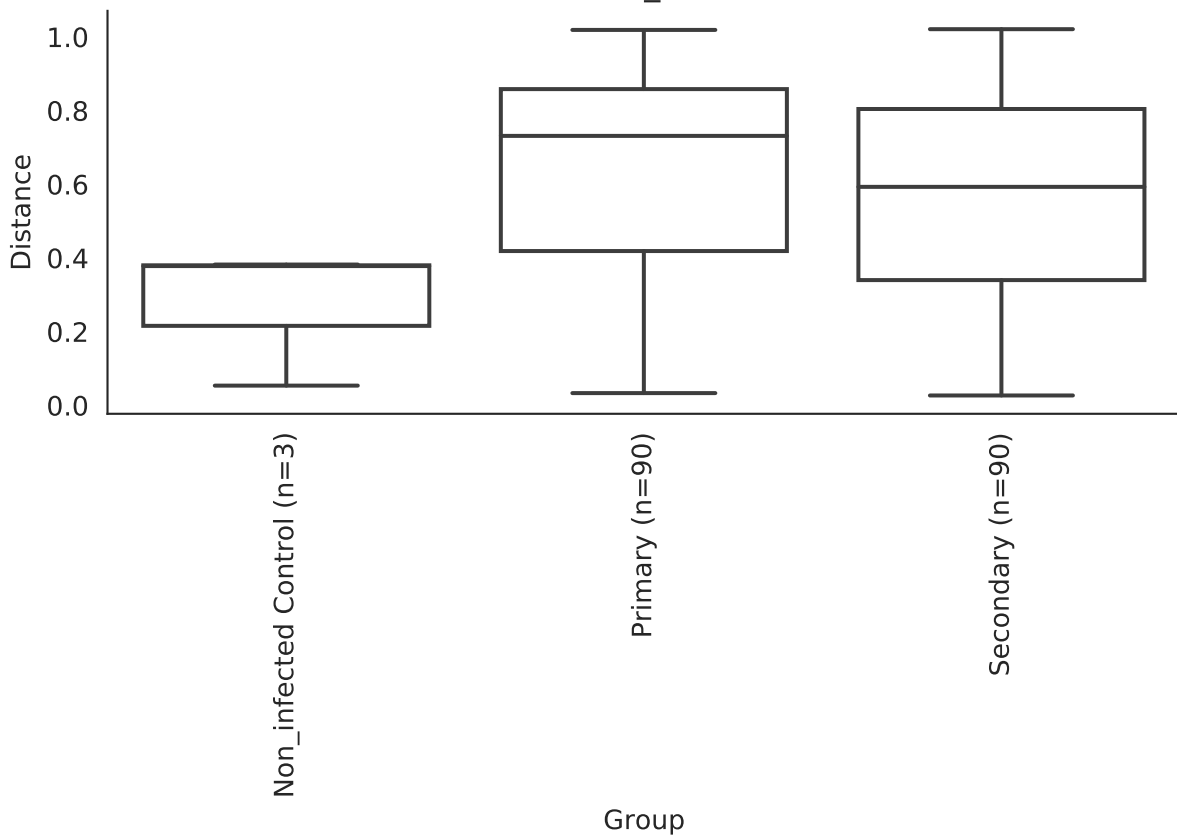 1.0
0.8
0.6
0.4
0.2
0.0
Distance
Non_infected Control (n=3)
Primary (n=90)
Secondary (n=90)
Group